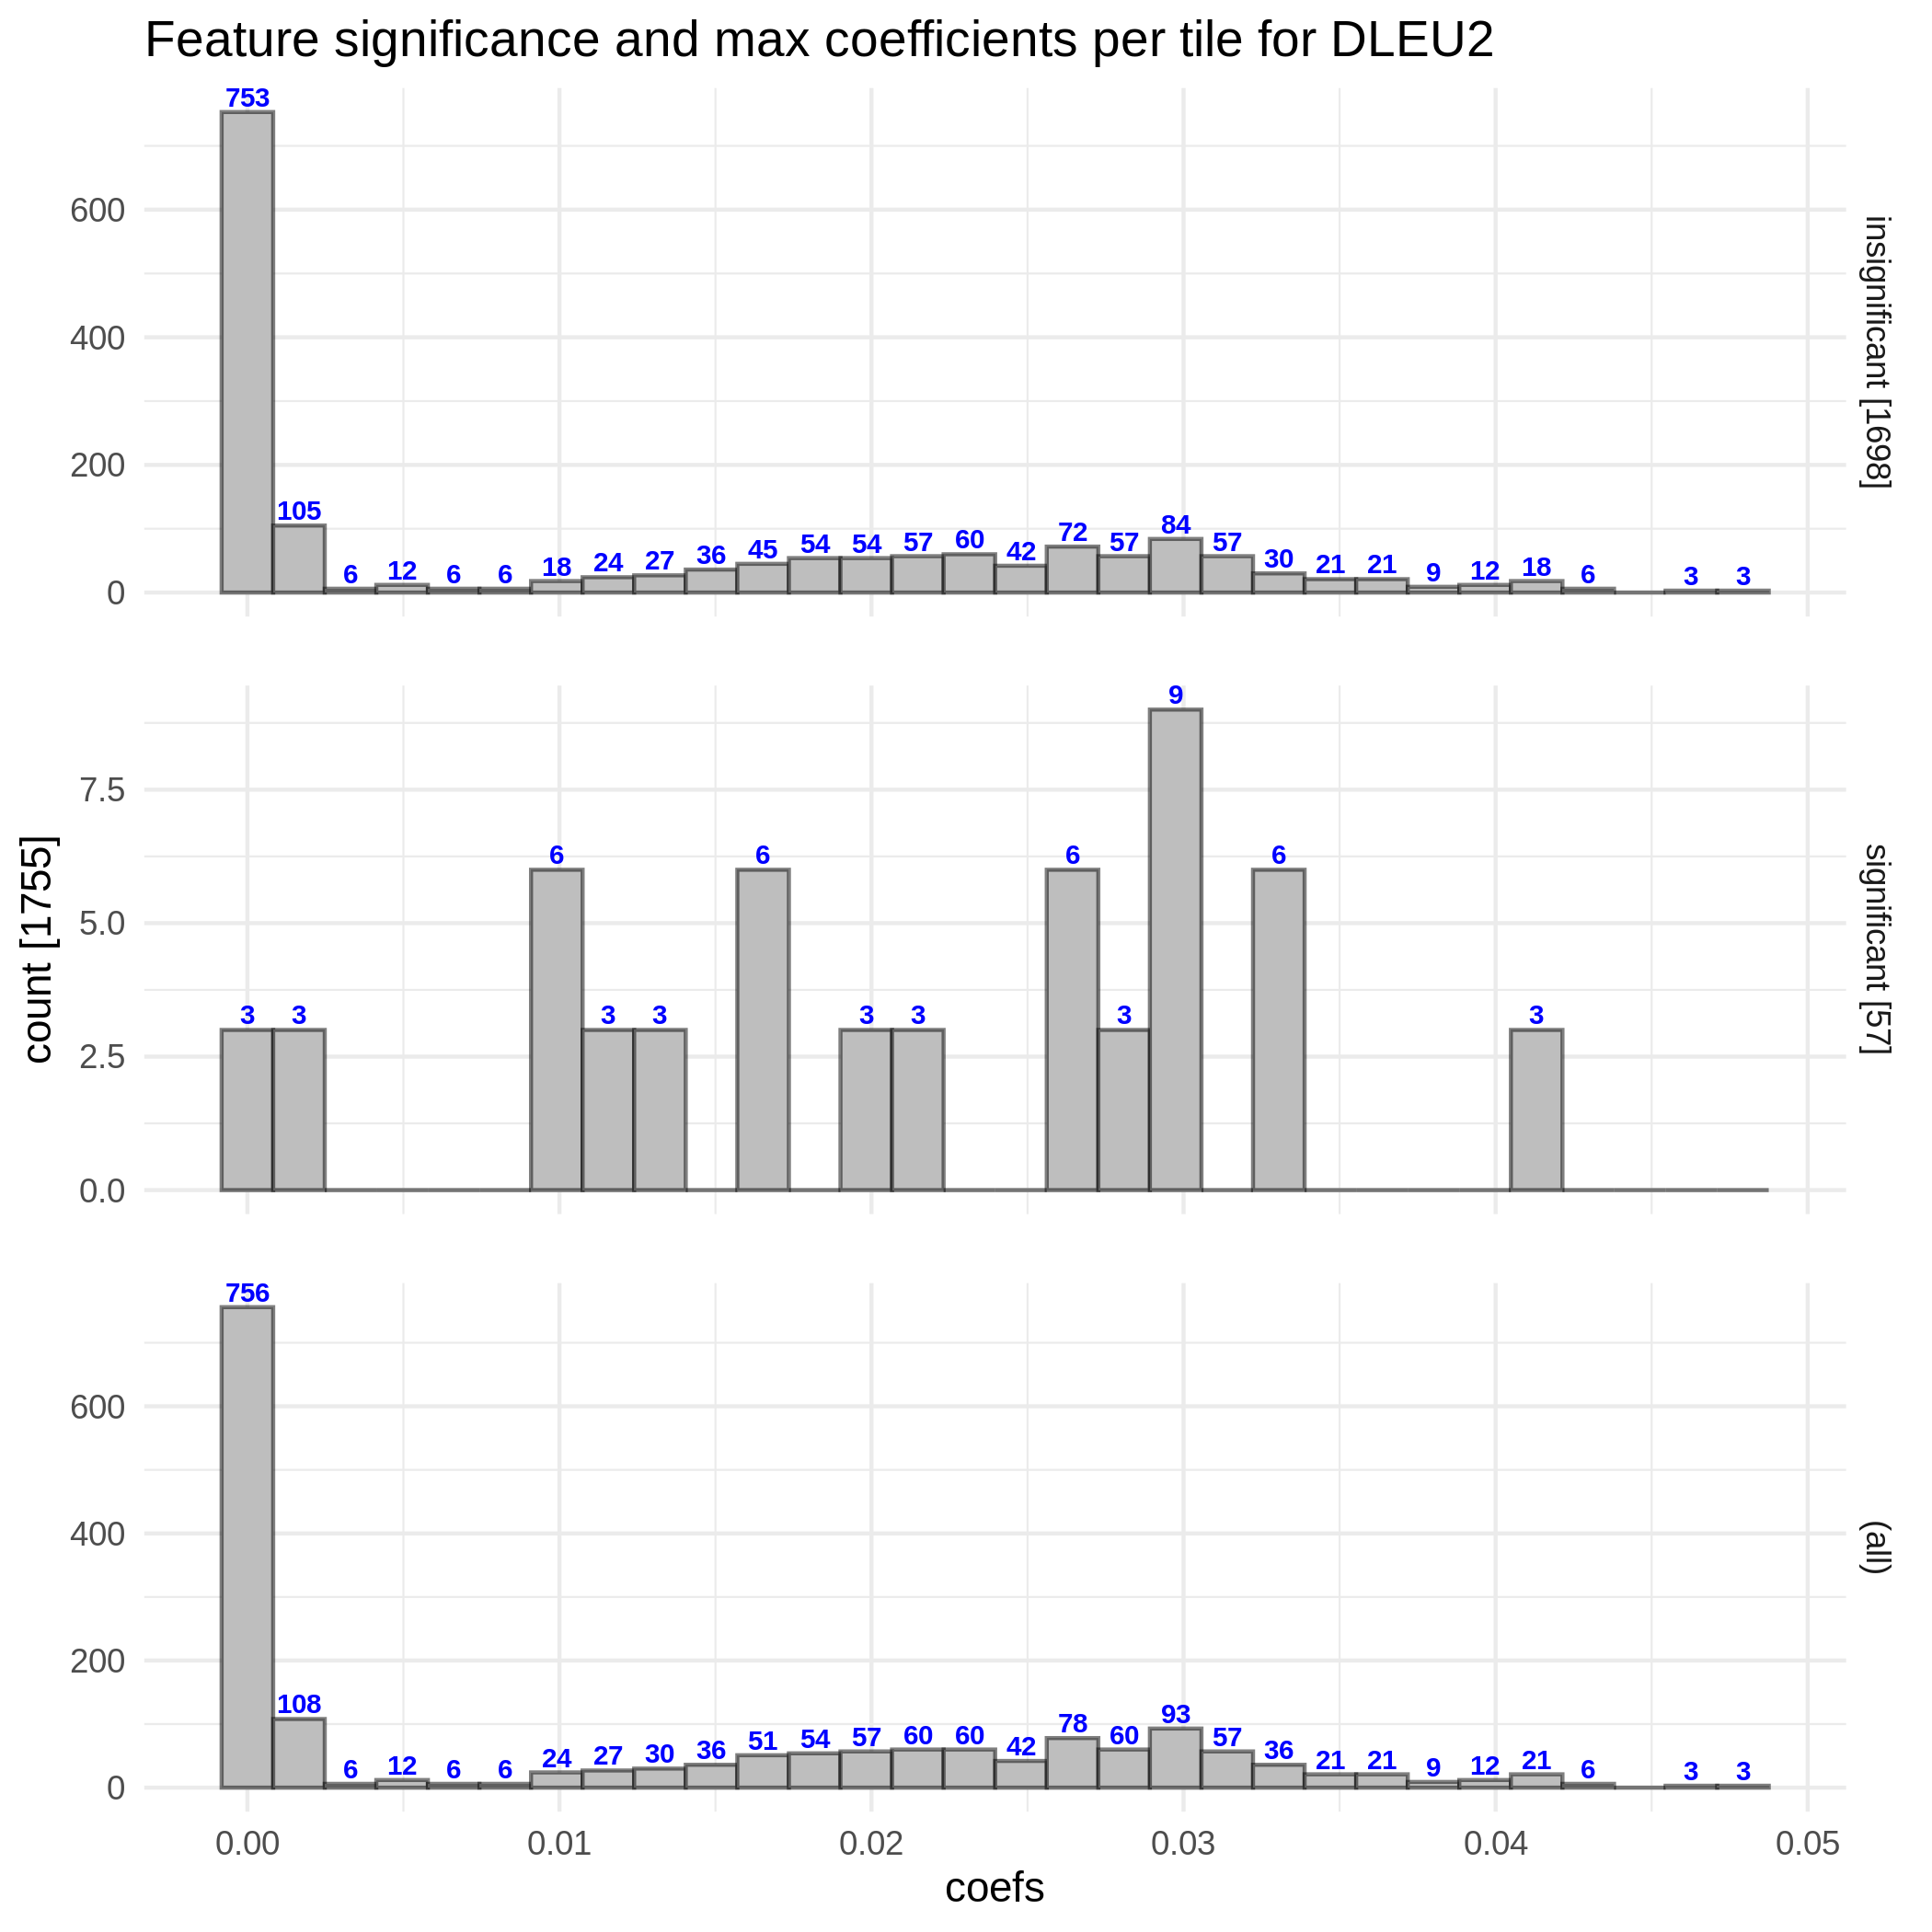 Feature significance and max coefficients per tile for DLEU2
753
600
400
200
0
105
6 12 6 6 18 24 27 36 45 54 54 57 60 42 72 57 84 57 30 21 21 9 12 18 6 3 3
insignificant [1698]
count [1755]
7.5
5.0
2.5
0.0
3 3 6 3 3 6 3 3 6 3 9 6 3
significant [57]
756
600
400
200
0
108
6 12 6 6 24 27 30 36 51 54 57 60 60 42 78 60 93 57 36 21 21 9 12 21 6 3 3
(all)
0.00 0.01 0.02 0.03 0.04 0.05
coefs